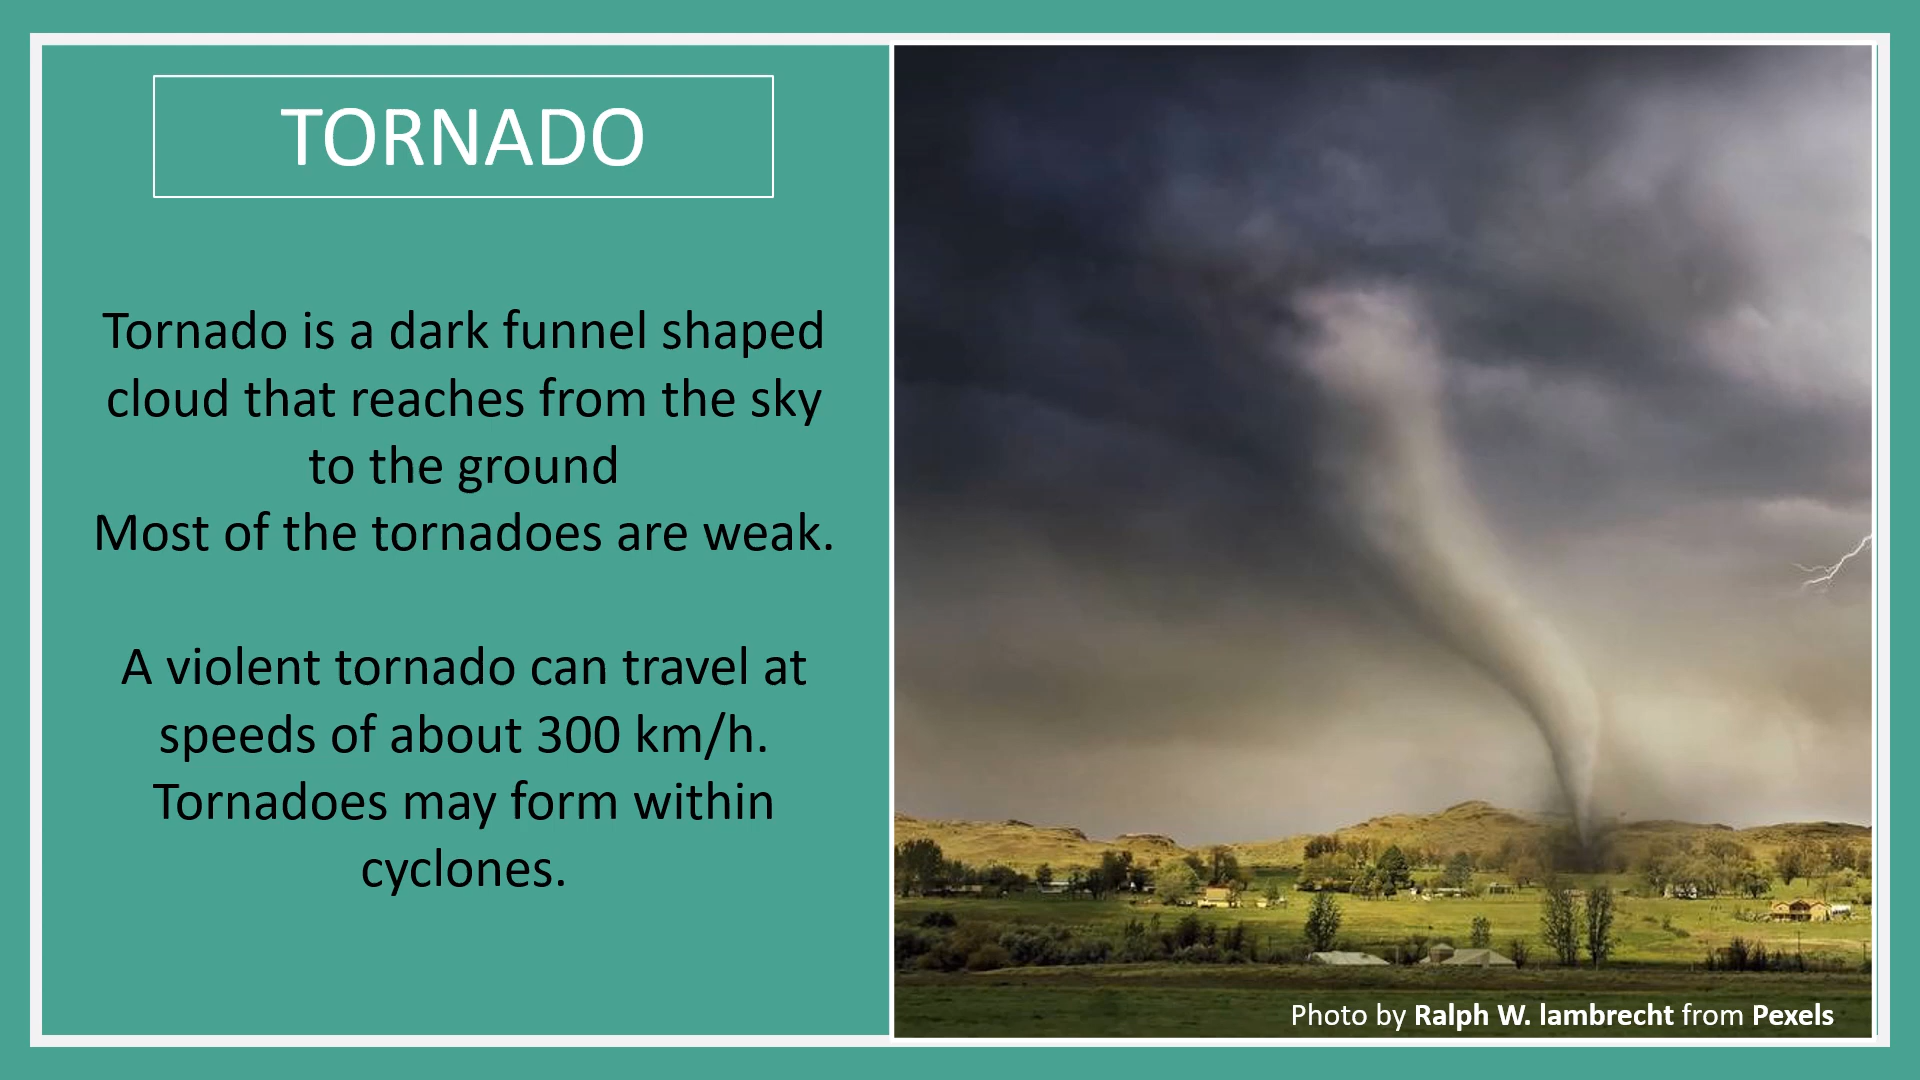 TORNADO
Tornado is a dark funnel shaped
cloud that reaches from the sky
to the ground
Most of the tornadoes are weak.
A violent tornado can travel at
speeds of about 300 km/h.
Tornadoes may form within
cyclones.
Photo by Ralph W. lambrecht from Pexels